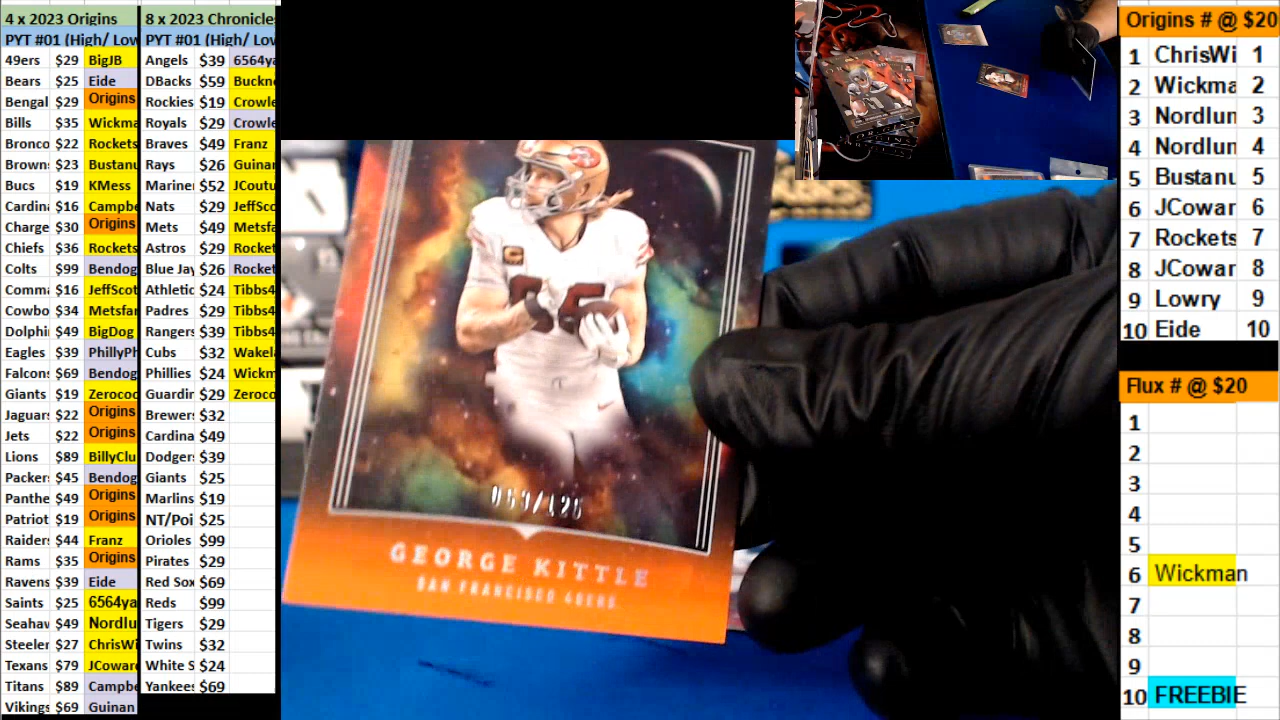 4 x 2023 Origins
PYT #01 (High/ Low
49ers $29 BigJB
Bears $25 Eide
Bengal $29 Origins
Bills $35 Wickma
Bronco $22 Rockets
Brown $23 Bustanu
Bucs $19 KMess
Cardina $16 Campbe
Charge $30 Origins
Chiefs $36 Rockets
Colts $99 Bendog
Comma $16 JeffScot
Cowbo $34 Metsfar
Dolphi $49 BigDog
Eagles $39 PhillyPh
Falcons $69 Bendog
Giants $19 Zerocoo
Jaguar $22 Origins
Jets $22 Origins
Lions $89 BillyClu
Packer $45 Bendog
Panthe $49 Origins
Patriot $19 Origins
Raider $44 Franz
Rams $35 Origins
Ravens $39 Eide
Saints $25 6564ya
Seahaw $49 Nordlu
Steeler $27 ChrisWi
Texans $79 JCoward
Titans $89 Campbe
Vikings $69 Guinan
8 x 2023 Chronicle
PYT #01 (High/ Low
Angels $39 6564ya
DBacks $59 Buckn
Rockies $19 Crowle
Royals $29 Crowle
Braves $49 Franz
Rays $26 Guinar
Mariner $52 JCoutu
Nats $29 JeffSco
Mets $49 Metsfa
Astros $29 Rocket
Blue Jay $26 Rocket
Athletic $24 Tibbs4
Padres $29 Tibbs4
Rangers $39 Tibbs4
Cubs $32 Wakel
Phillies $24 Wickm
Guardin $29 Zeroco
Brewer $32
Cardina $49
Dodger $39
Giants $25
Marlins $19
NT/Poi $25
Orioles $99
Pirates $29
Red Sox $69
Reds $99
Tigers $29
Twins $32
White S $24
Yankee $69
GEORGE KITTLE
SAN FRANCISCO 49ERS
Origins # @ $20
1 ChrisWi 1
2 Wickma 2
3 Nordlun 3
4 Nordlun 4
5 Bustanu 5
6 JCowar 6
7 Rockets 7
8 JCowar 8
9 Lowry 9
10 Eide 10
Flux # @ $20
1
2
3
4
5
6 Wickman
7
8
9
10 FREEBIE